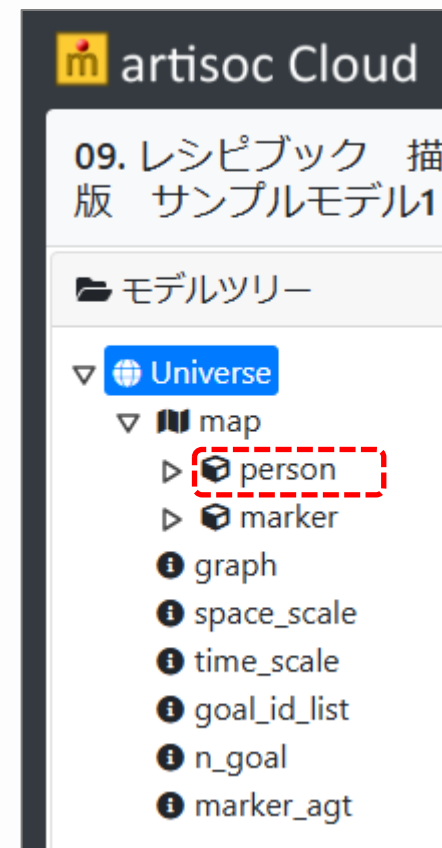 artisoc Cloud
09. レシピブック　描
版　サンプルモデル1
モデルツリー
Universe
map
person
marker
graph
space_scale
time_scale
goal_id_list
n_goal
marker_agt